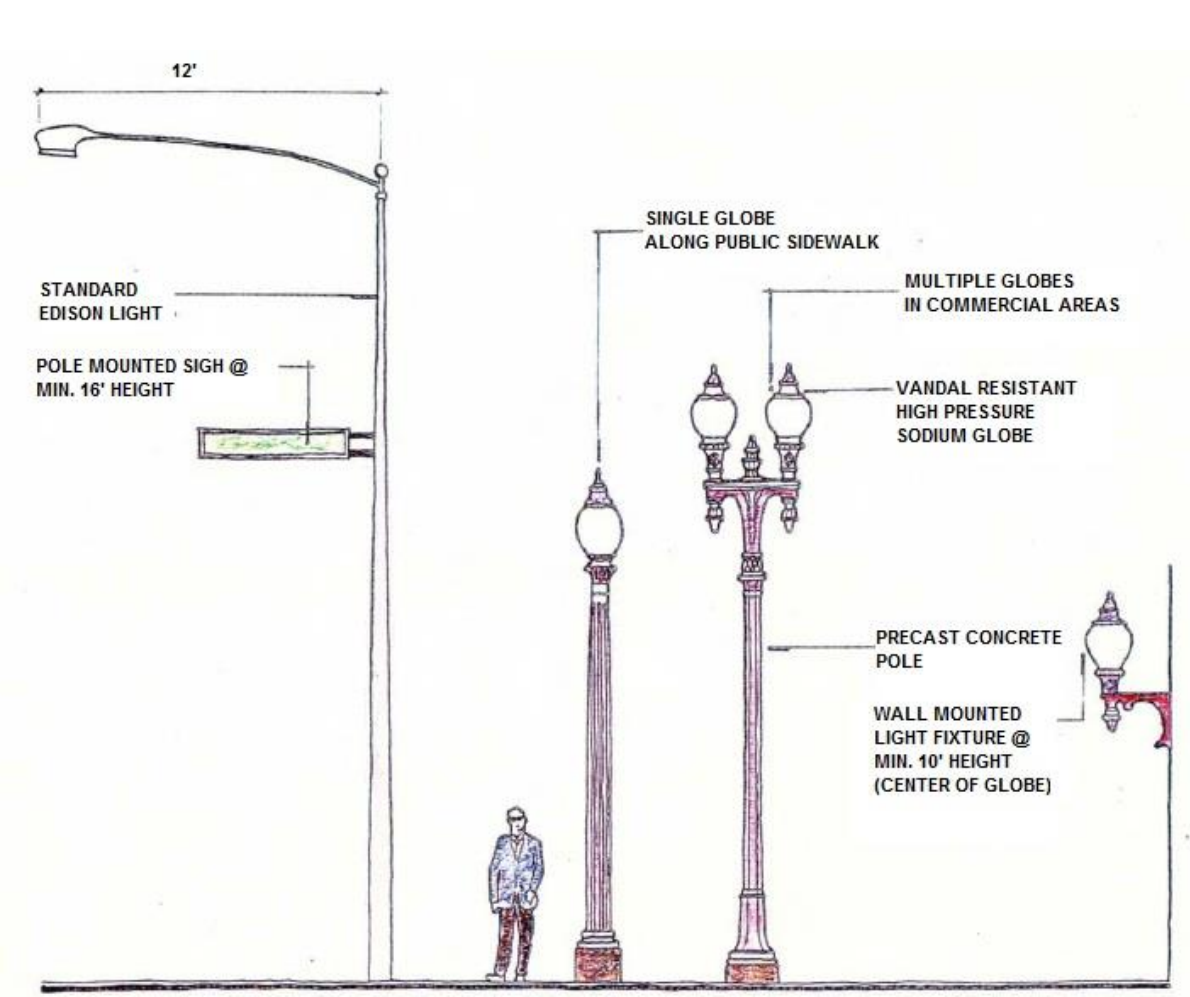 12'
STANDARD
EDISON LIGHT
POLE MOUNTED SIGH @
MIN. 16' HEIGHT
SINGLE GLOBE
ALONG PUBLIC SIDEWALK
MULTIPLE GLOBES
IN COMMERCIAL AREAS
VANDAL RESISTANT
HIGH PRESSURE
SODIUM GLOBE
PRECAST CONCRETE
POLE
WALL MOUNTED
LIGHT FIXTURE @
MIN. 10' HEIGHT
(CENTER OF GLOBE)